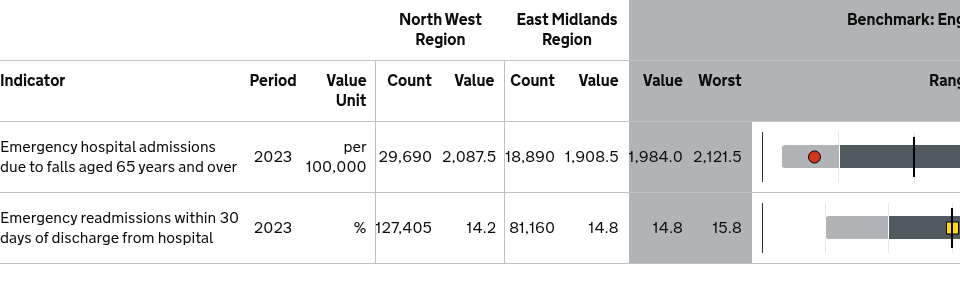 North West Region East Midlands Region Benchmark: Eng
Indicator Period Value Unit Count Value Count Value Value Worst Rang
Emergency hospital admissions due to falls aged 65 years and over 2023 per 100,000 29,690 2,087.5 18,890 1,908.5 1,984.0 2,121.5
Emergency readmissions within 30 days of discharge from hospital 2023 % 127,405 14.2 81,160 14.8 14.8 15.8